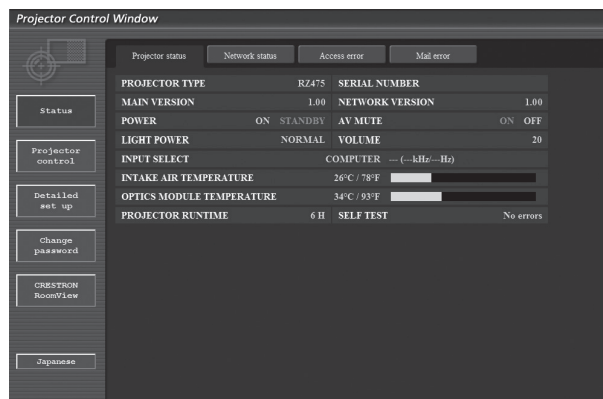 Projector Control Window
Projector status Network status Access error Mail error
PROJECTOR TYPE RZ475 SERIAL NUMBER
MAIN VERSION 1.00 NETWORK VERSION 1.00
POWER ON STANDBY AV MUTE ON OFF
LIGHT POWER NORMAL VOLUME 20
INPUT SELECT COMPUTER --- (---kHz/---Hz)
INTAKE AIR TEMPERATURE 26°C / 78°F
OPTICS MODULE TEMPERATURE 34°C / 93°F
PROJECTOR RUNTIME 6 H SELF TEST No errors
Status
Projector
control
Detailed
set up
Change
password
CRESTRON
RoomView
Japanese